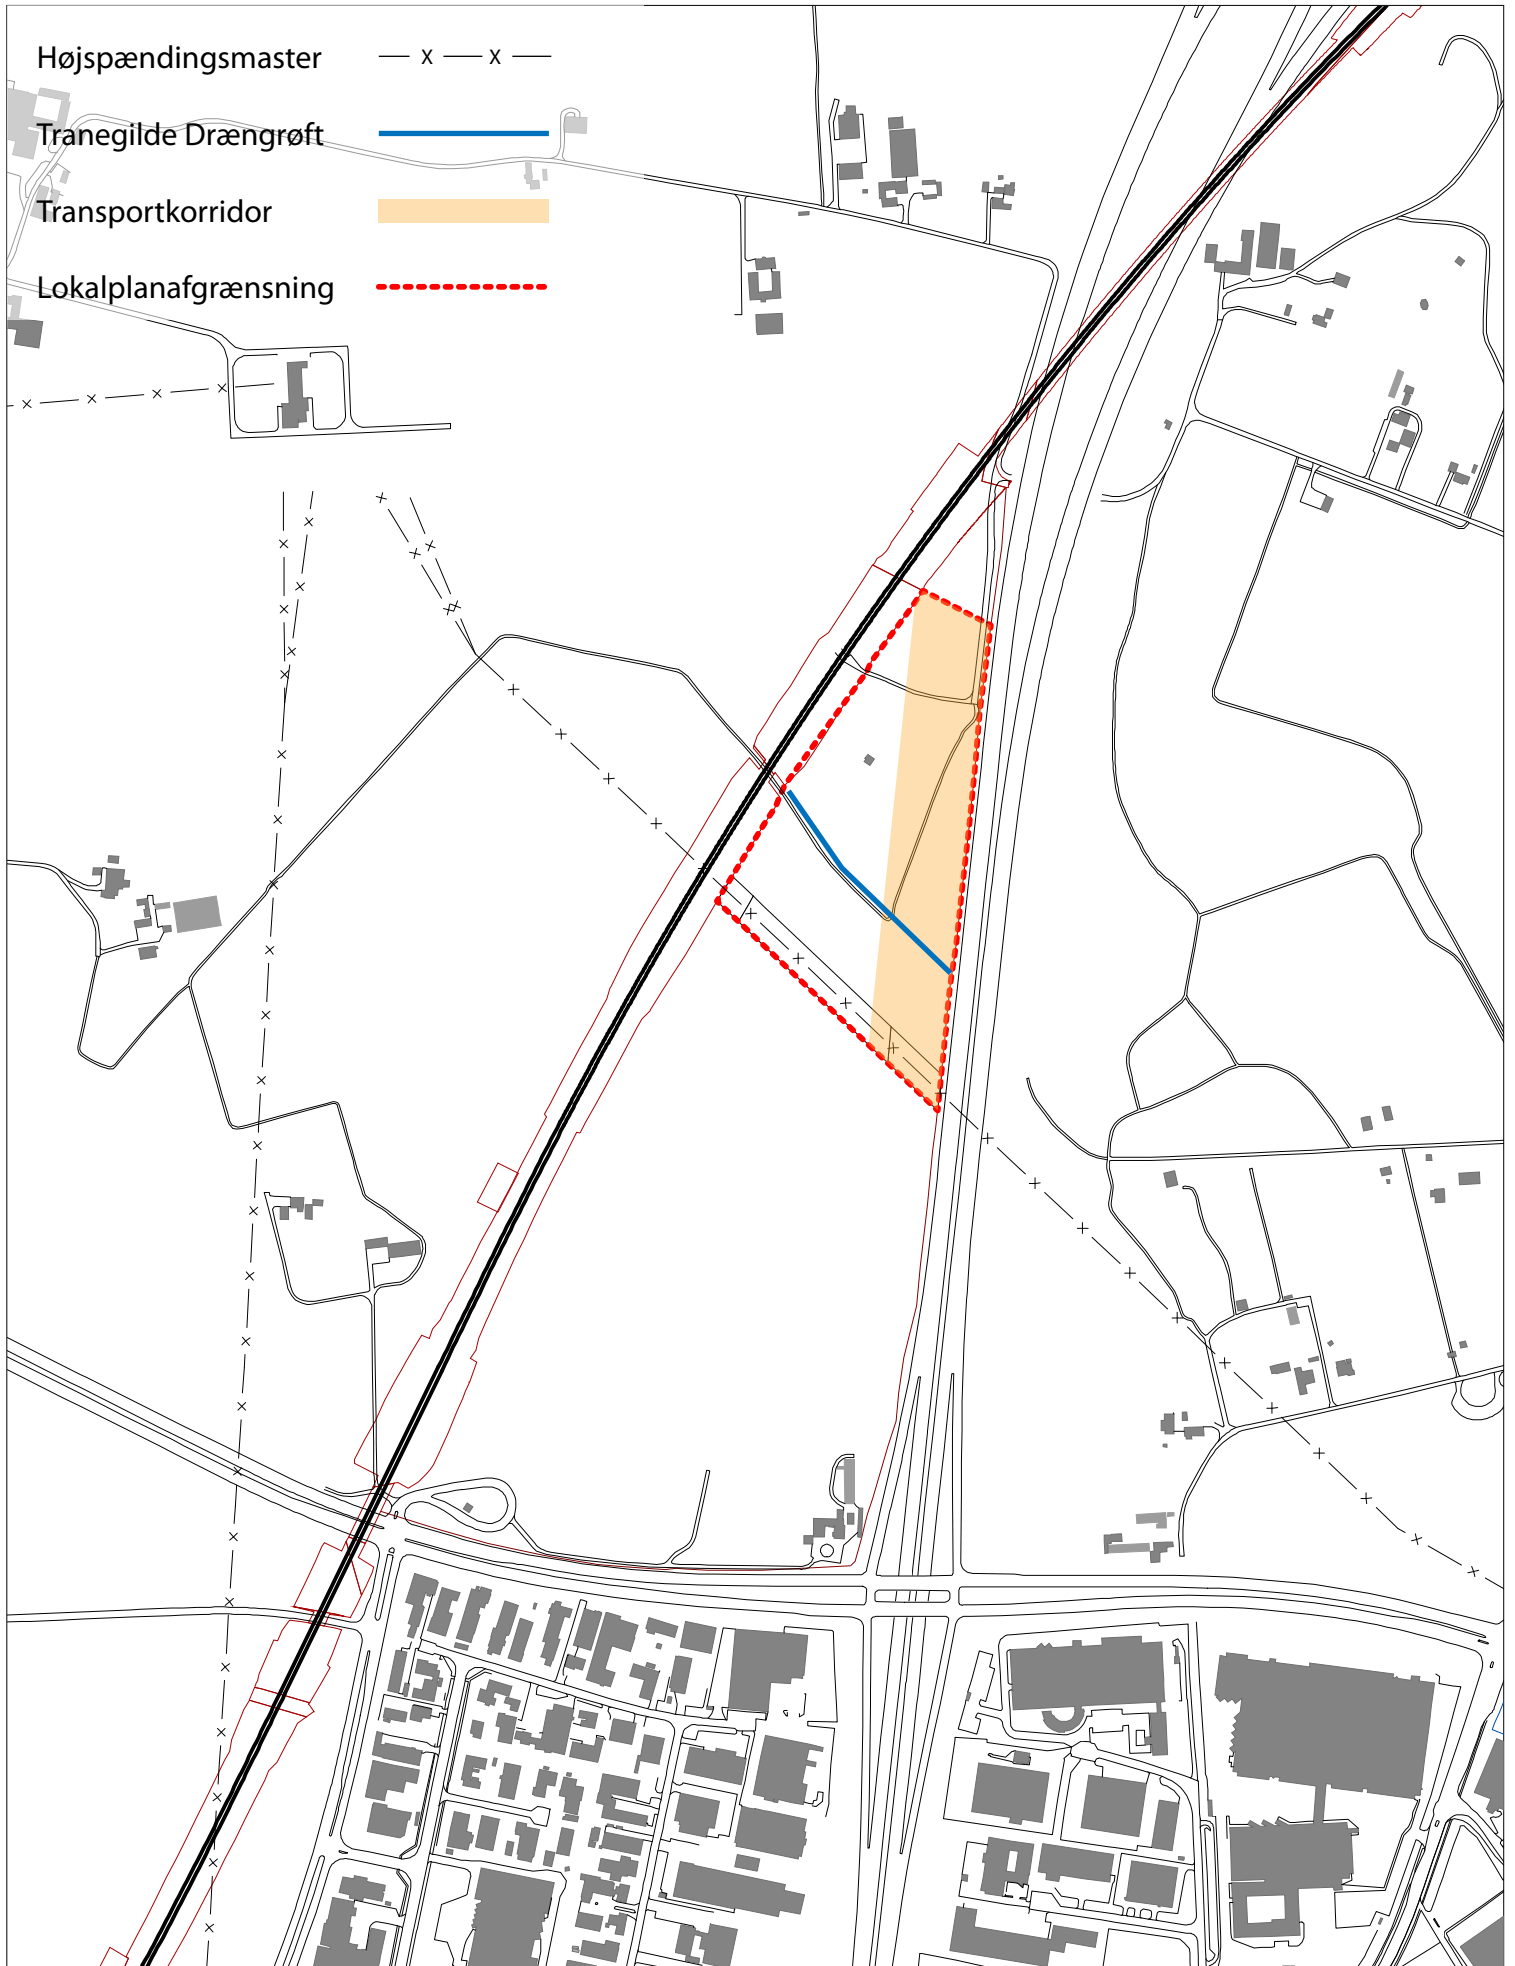 Højspændingsmaster
Tranegilde Drængrøft
Transportkorridor
Lokalplanafgrænsning